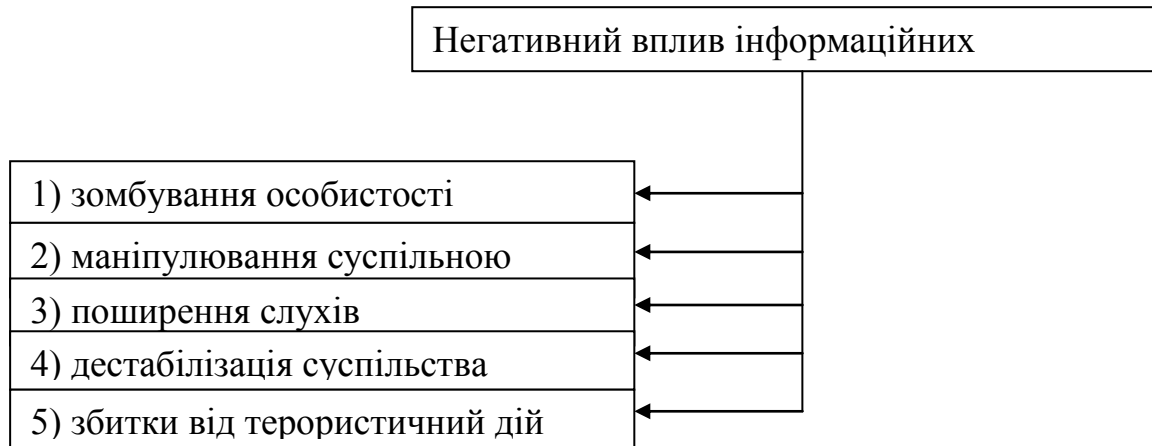 Негативний вплив інформаційних
1) зомбування особистості
2) маніпулювання суспільною
3) поширення слухів
4) дестабілізація суспільства
5) збитки від терористичний дій